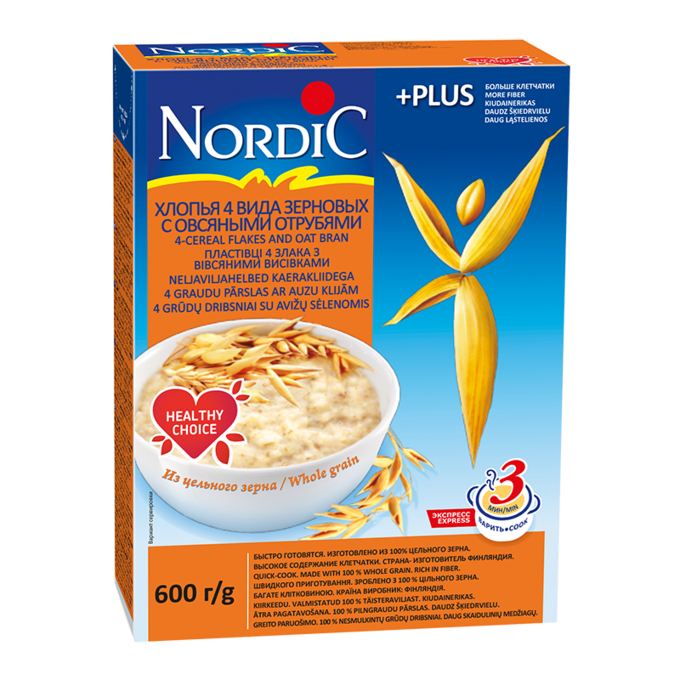 NORDIC
+PLUS
БОЛЬШЕ КЛЕТЧАТКИ
MORE FIBER
KIUDAINERIKAS
DAUDZ ŠĶIEDRVIELU
DAUG LĄSTELIENOS
ХЛОПЬЯ 4 ВИДА ЗЕРНОВЫХ
С ОВСЯНЫМИ ОТРУБЯМИ
4-CEREAL FLAKES AND OAT BRAN
ПЛАСТІВЦІ 4 ЗЛАКА З
ВІВСЯНИМИ ВИСІВКАМИ
NELJAVILJAHELBED KAERAKLIIDEGA
4 GRAUDU PĀRSLAS AR AUZU KLIJĀM
4 GRŪDŲ DRIBSNIAI SU AVIŽŲ SĖLENOMIS
HEALTHY
CHOICE
Из цельного зерна / Whole grain
3
МИН/MIN
ЭКСПРЕСС
EXPRESS
ВАРИТЬ•COOK
Вариант сервировки
600 г/g
БЫСТРО ГОТОВЯТСЯ. ИЗГОТОВЛЕНО ИЗ 100% ЦЕЛЬНОГО ЗЕРНА.
ВЫСОКОЕ СОДЕРЖАНИЕ КЛЕТЧАТКИ. СТРАНА- ИЗГОТОВИТЕЛЬ ФИНЛЯНДИЯ.
QUICK-COOK. MADE WITH 100 % WHOLE GRAIN. RICH IN FIBER.
ШВИДКОГО ПРИГОТУВАННЯ. ЗРОБЛЕНО З 100 % ЦІЛЬНОГО ЗЕРНА.
БАГАТЕ КЛІТКОВИНОЮ. КРАЇНА ВИРОБНИК: ФІНЛЯНДІЯ.
KIIRKEEDU. VALMISTATUD 100 % TÄISTERAVILJAST. KIUDAINERIKAS.
ĀTRA PAGATAVOŠANA. 100 % PILNGRAUDU PĀRSLAS. DAUDZ ŠĶIEDRVIELU.
GREITO PARUOŠIMO. 100 % NESMULKINTŲ GRŪDŲ DRIBSNIAI. DAUG SKAIDULINIŲ MEDŽIAGŲ.